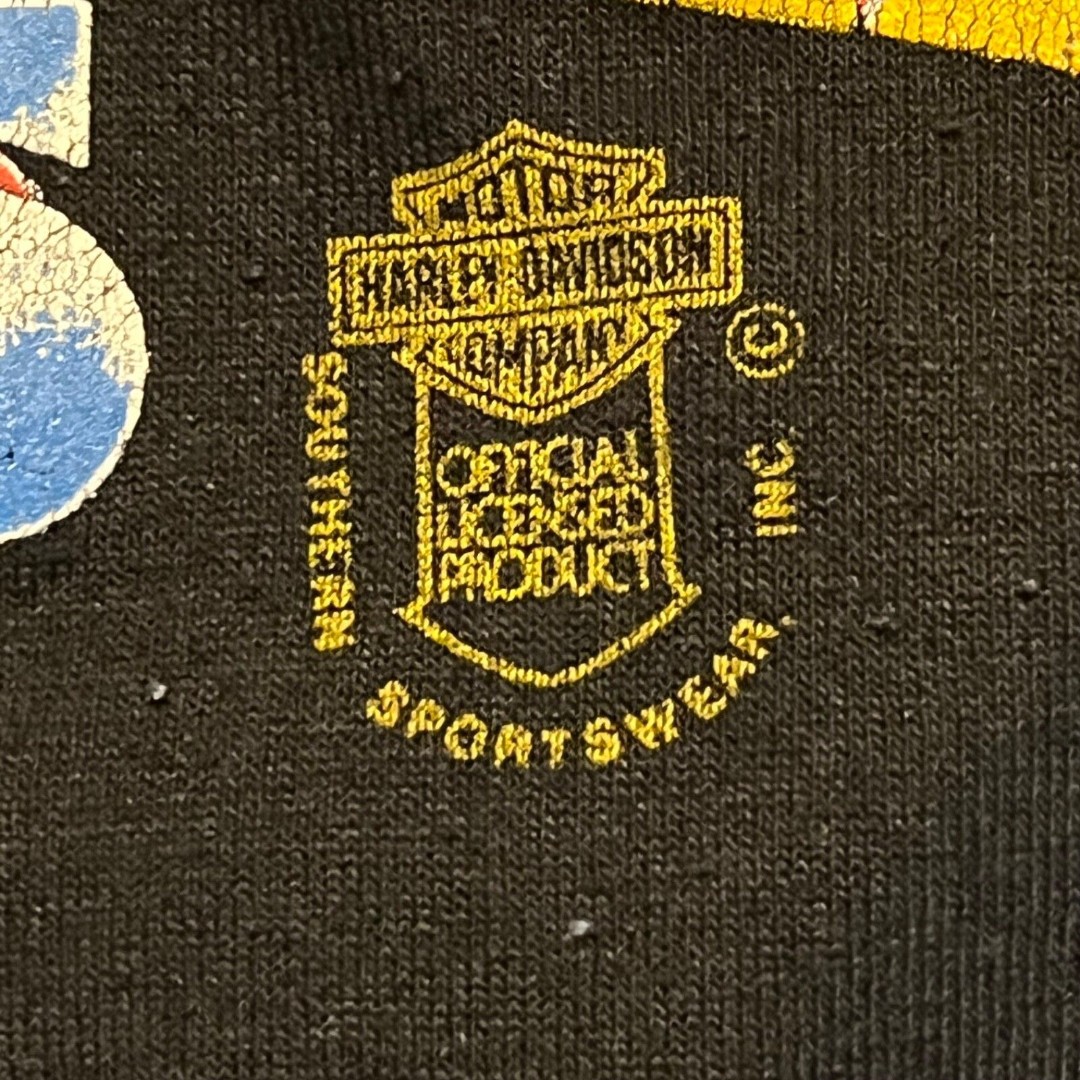 MOTOR
HARLEY-DAVIDSON
COMPANY
©
OFFICIAL
LICENSED
PRODUCT
SOUTHERN
SPORTSWEAR,
INC.